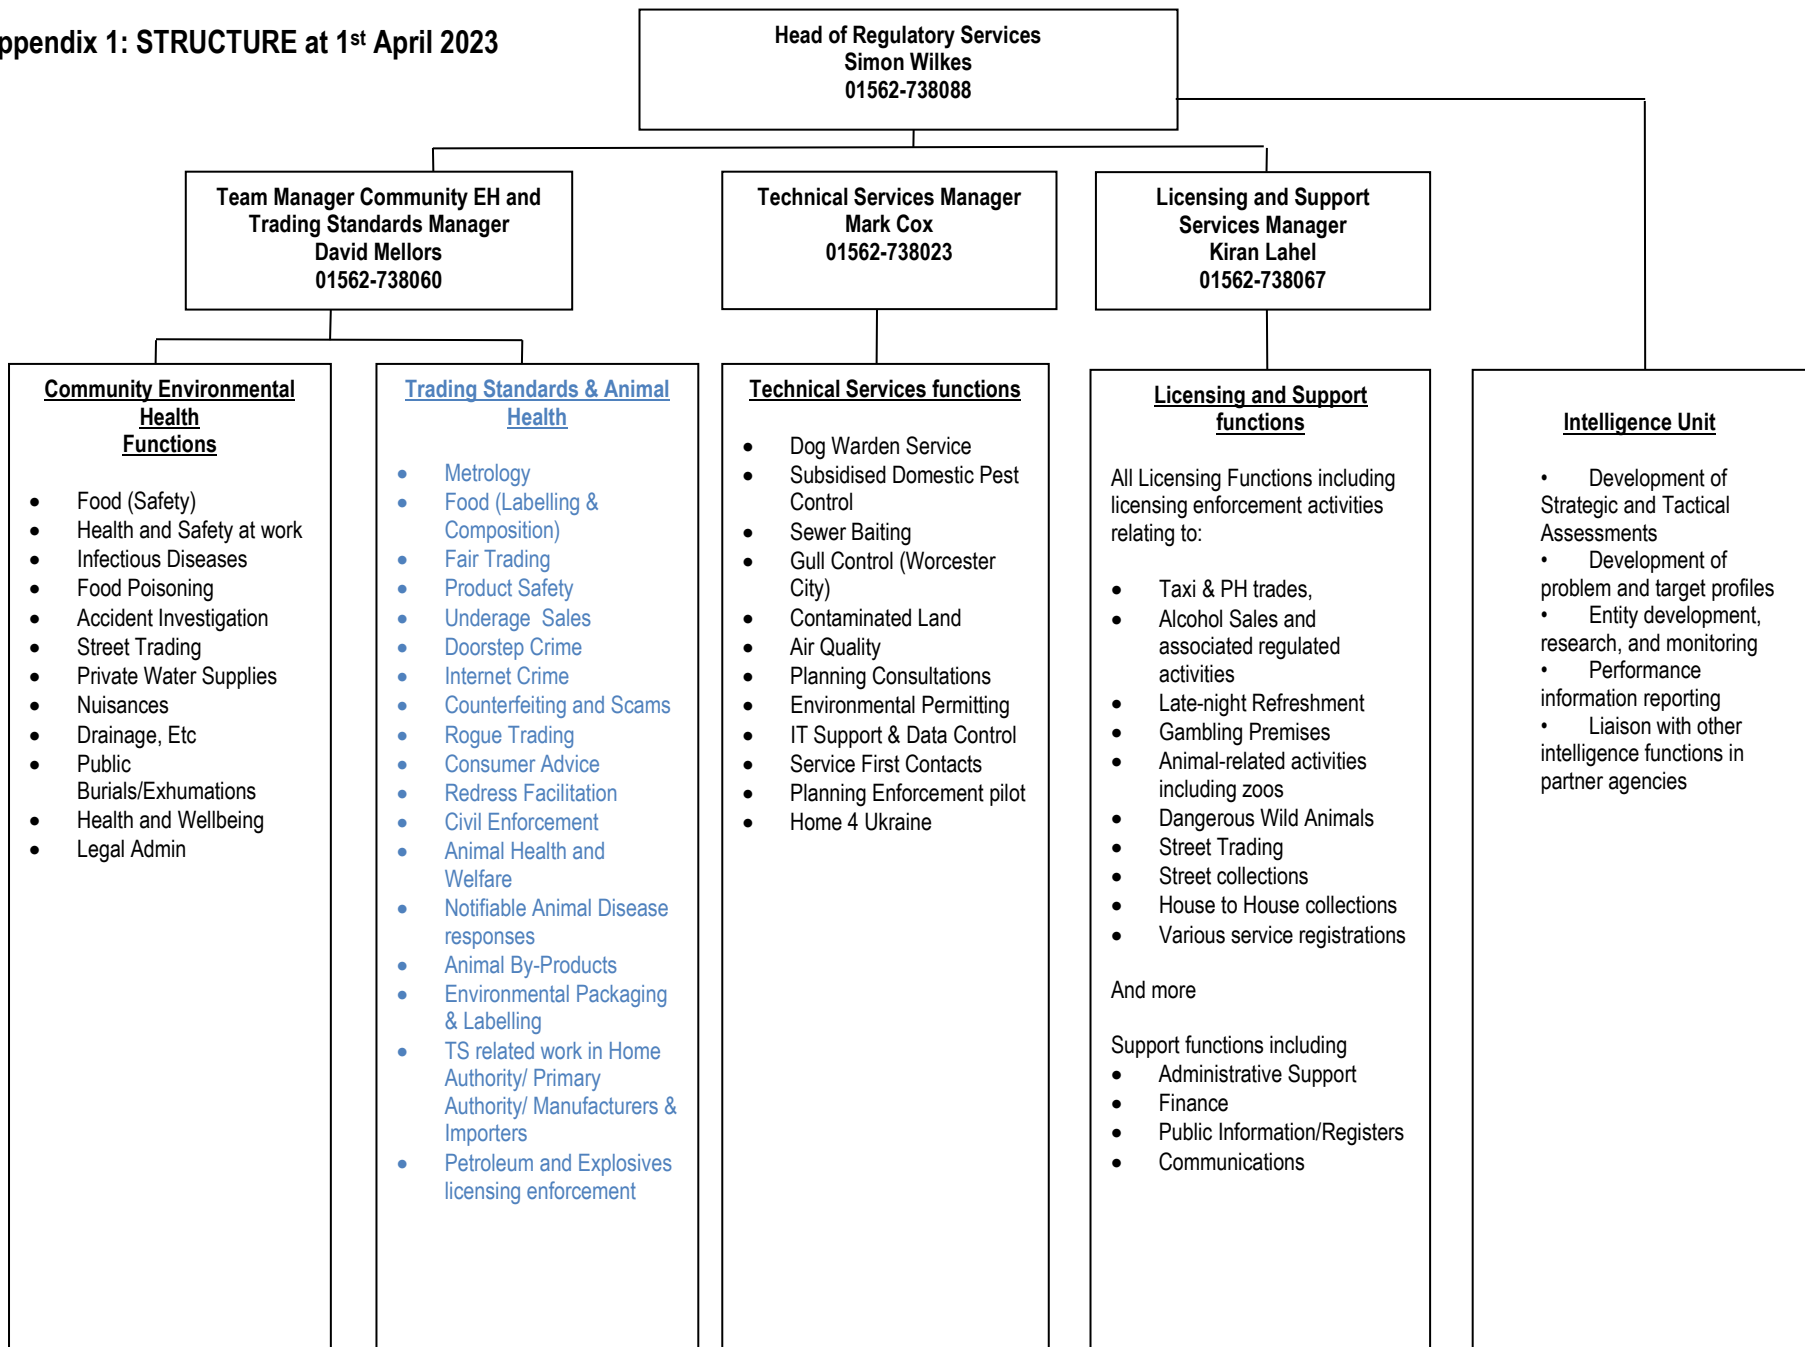 ppendix 1: STRUCTURE at 1st April 2023
Head of Regulatory Services
Simon Wilkes
01562-738088
Team Manager Community EH and
Trading Standards Manager
David Mellors
01562-738060
Technical Services Manager
Mark Cox
01562-738023
Licensing and Support
Services Manager
Kiran Lahel
01562-738067
Community Environmental
Health
Functions
• Food (Safety)
• Health and Safety at work
• Infectious Diseases
• Food Poisoning
• Accident Investigation
• Street Trading
• Private Water Supplies
• Nuisances
• Drainage, Etc
• Public
Burials/Exhumations
• Health and Wellbeing
• Legal Admin
Trading Standards & Animal
Health
• Metrology
• Food (Labelling &
Composition)
• Fair Trading
• Product Safety
• Underage  Sales
• Doorstep Crime
• Internet Crime
• Counterfeiting and Scams
• Rogue Trading
• Consumer Advice
• Redress Facilitation
• Civil Enforcement
• Animal Health and
Welfare
• Notifiable Animal Disease
responses
• Animal By-Products
• Environmental Packaging
& Labelling
• TS related work in Home
Authority/ Primary
Authority/ Manufacturers &
Importers
• Petroleum and Explosives
licensing enforcement
Technical Services functions
• Dog Warden Service
• Subsidised Domestic Pest
Control
• Sewer Baiting
• Gull Control (Worcester
City)
• Contaminated Land
• Air Quality
• Planning Consultations
• Environmental Permitting
• IT Support & Data Control
• Service First Contacts
• Planning Enforcement pilot
• Home 4 Ukraine
Licensing and Support
functions
All Licensing Functions including
licensing enforcement activities
relating to:
• Taxi & PH trades,
• Alcohol Sales and
associated regulated
activities
• Late-night Refreshment
• Gambling Premises
• Animal-related activities
including zoos
• Dangerous Wild Animals
• Street Trading
• Street collections
• House to House collections
• Various service registrations
And more
Support functions including
• Administrative Support
• Finance
• Public Information/Registers
• Communications
Intelligence Unit
• Development of
Strategic and Tactical
Assessments
• Development of
problem and target profiles
• Entity development,
research, and monitoring
• Performance
information reporting
• Liaison with other
intelligence functions in
partner agencies